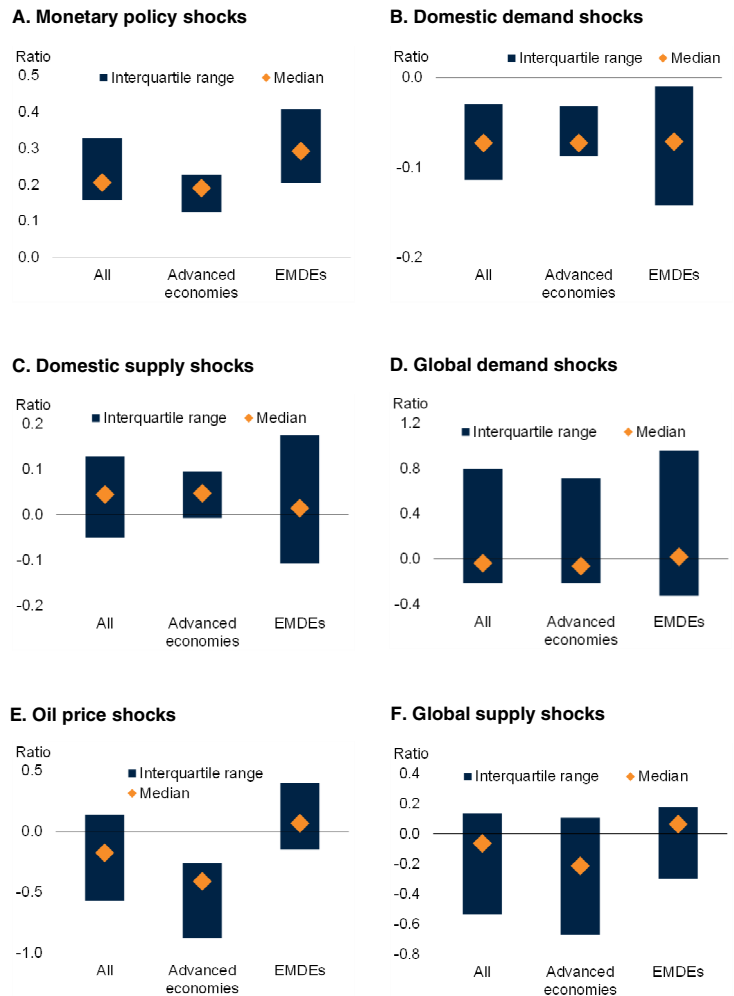 A. Monetary policy shocks
Ratio
Interquartile range
Median
0.5
0.4
0.3
0.2
0.1
0.0
All
Advanced
economies
EMDEs
B. Domestic demand shocks
Ratio
Interquartile range
Median
0.0
-0.1
-0.2
All
Advanced
economies
EMDEs
C. Domestic supply shocks
Ratio
Interquartile range
Median
0.2
0.1
0.0
-0.1
-0.2
All
Advanced
economies
EMDEs
D. Global demand shocks
Ratio
Interquartile range
Median
1.2
0.8
0.4
0.0
-0.4
All
Advanced
economies
EMDEs
E. Oil price shocks
Ratio
Interquartile range
Median
0.5
0.0
-0.5
-1.0
All
Advanced
economies
EMDEs
F. Global supply shocks
Ratio
Interquartile range
Median
0.4
0.2
0.0
-0.2
-0.4
-0.6
-0.8
All
Advanced
economies
EMDEs